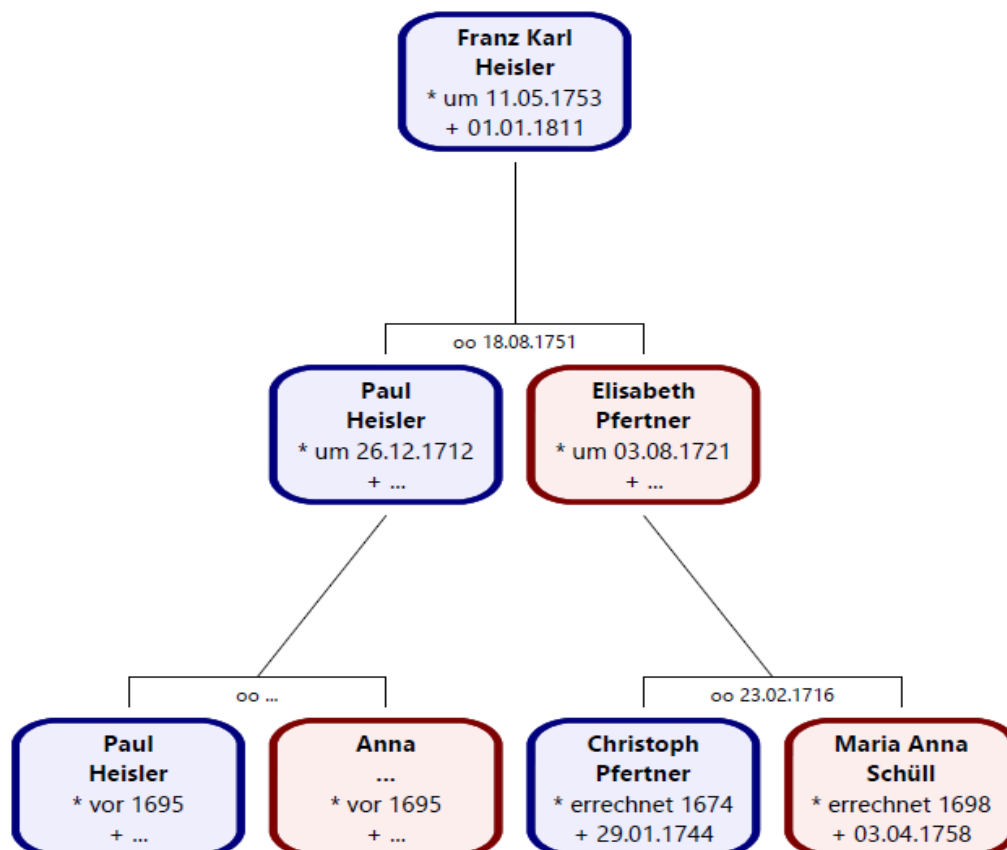 Franz Karl
Heisler
* um 11.05.1753
+ 01.01.1811
oo 18.08.1751
Paul
Heisler
* um 26.12.1712
+ ...
Elisabeth
Pfertner
* um 03.08.1721
+ ...
oo ...
oo 23.02.1716
Paul
Heisler
* vor 1695
+ ...
Anna
...
* vor 1695
+ ...
Christoph
Pfertner
* errechnet 1674
+ 29.01.1744
Maria Anna
Schüll
* errechnet 1698
+ 03.04.1758